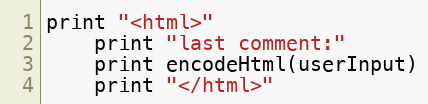 1 print "<html>"
2     print "last comment:"
3     print encodeHtml(userInput)
4     print "</html>"